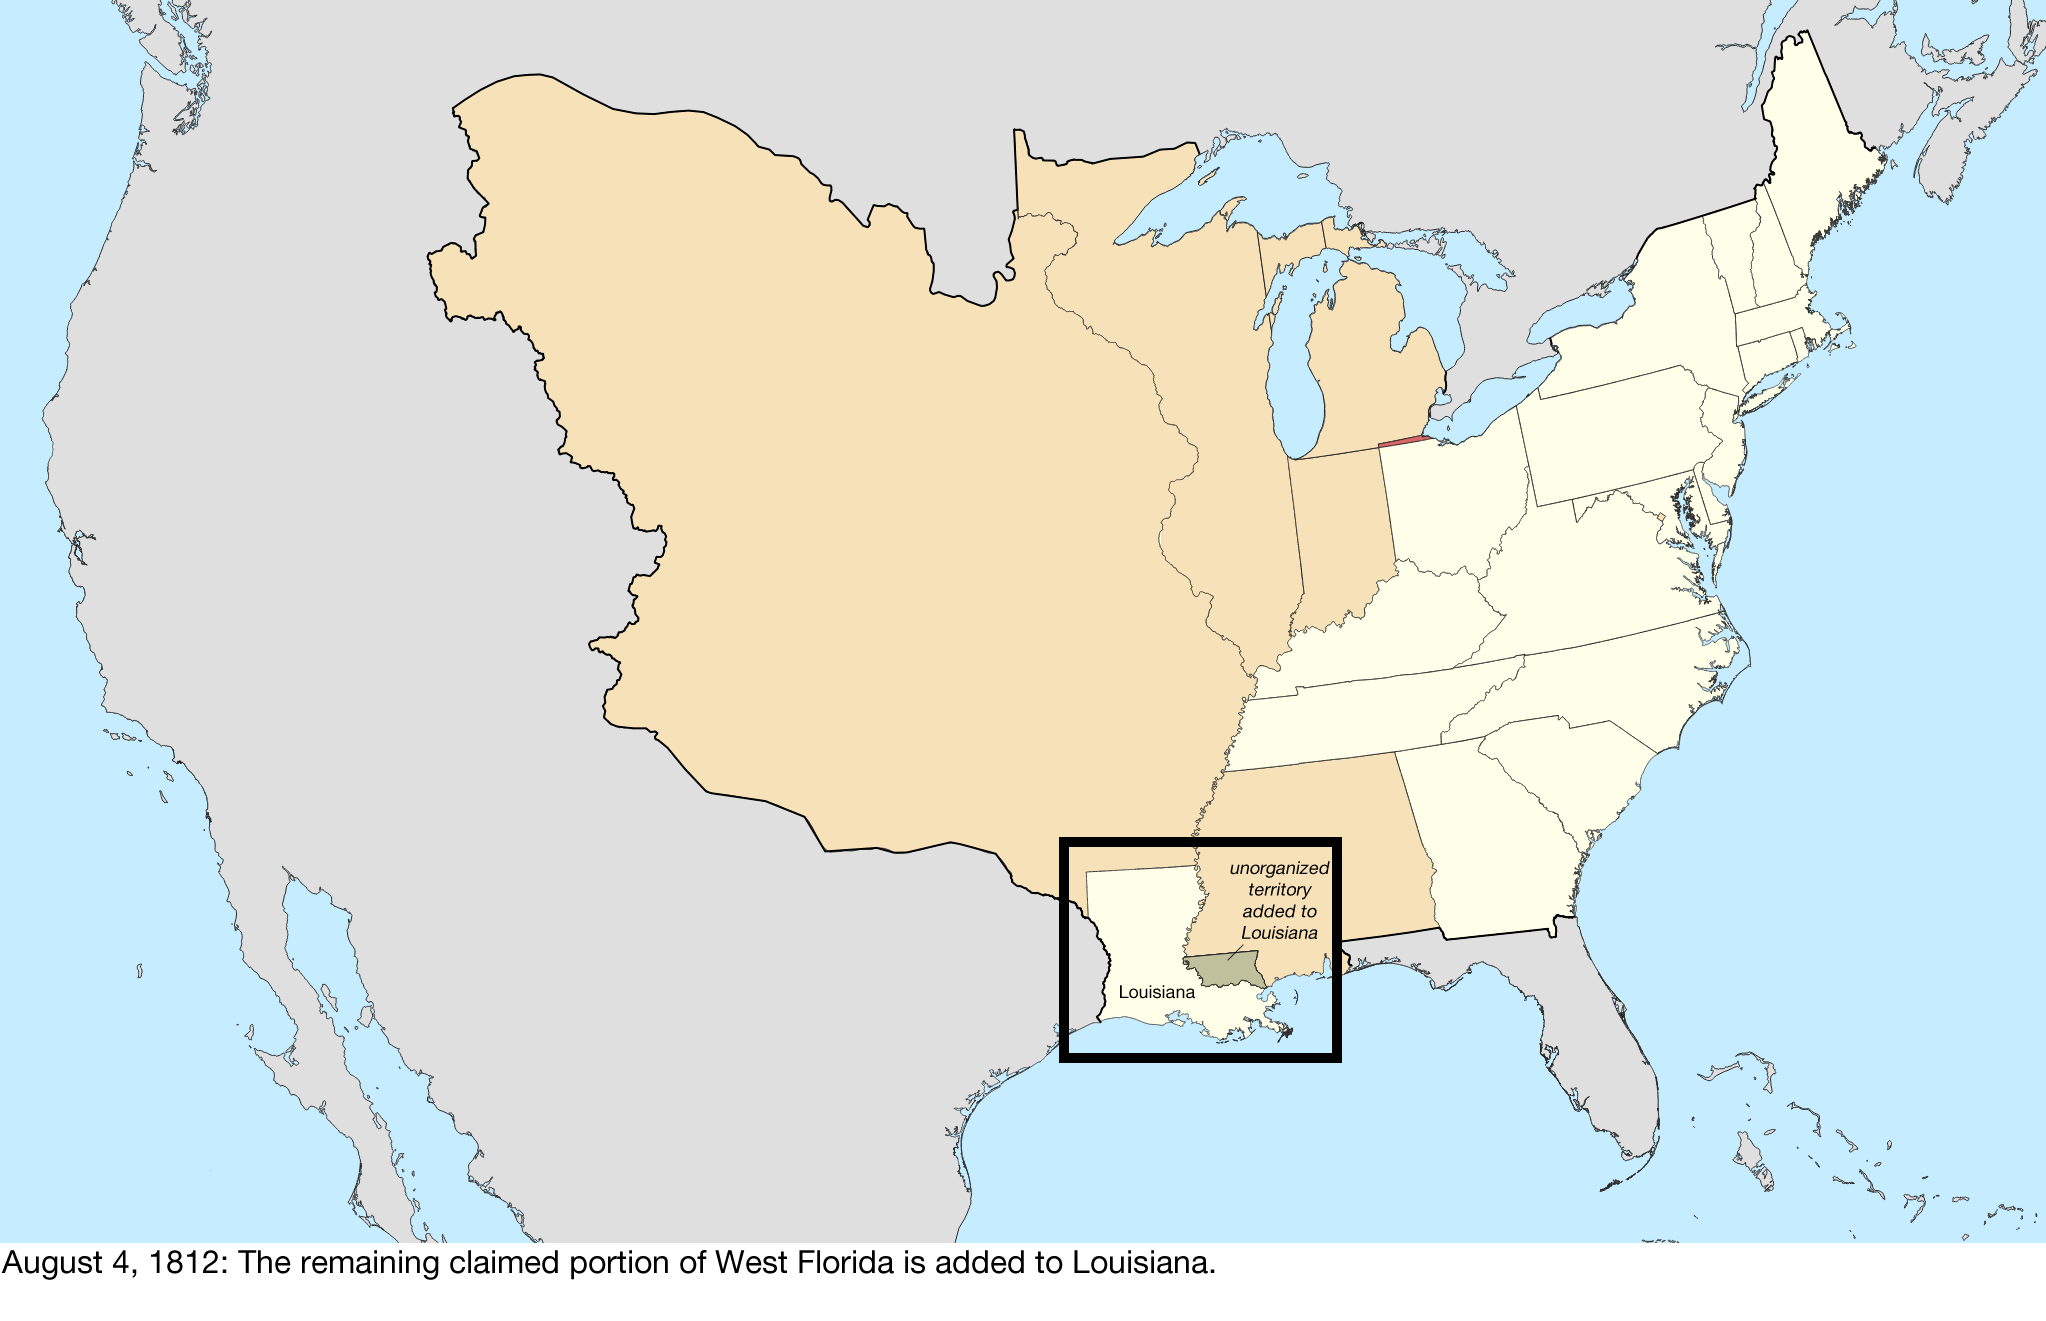 unorganized
territory
added to
Louisiana
Louisiana
August 4, 1812: The remaining claimed portion of West Florida is added to Louisiana.